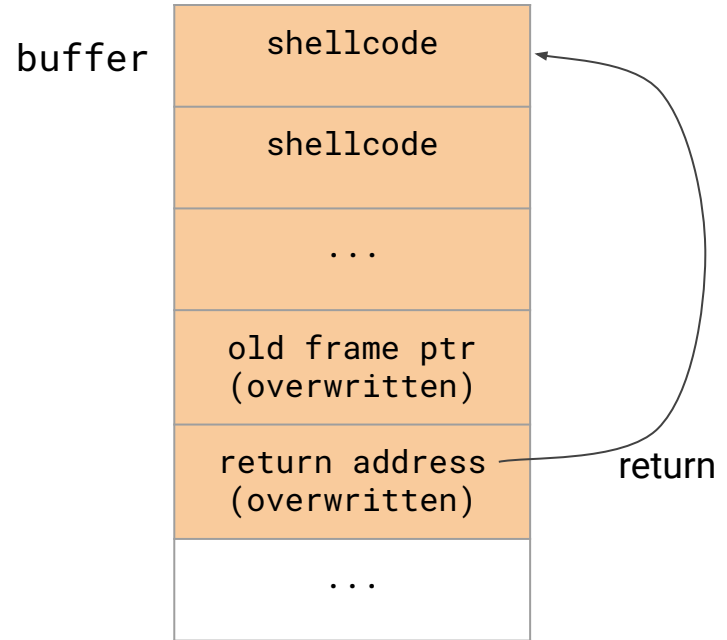 buffer
shellcode
shellcode
...
old frame ptr
(overwritten)
return address
(overwritten)
return
...